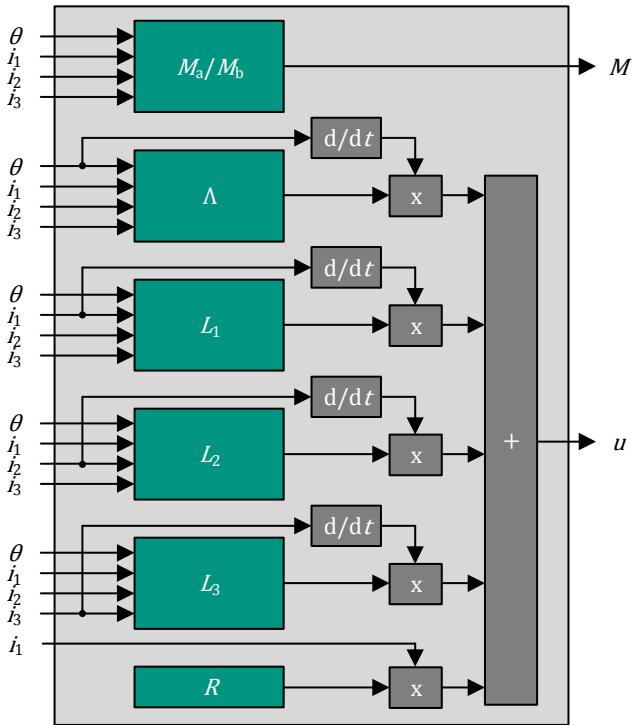 θ
i₁
i₂
i₃
Mₐ/M_b
M
d/dt
θ
i₁
i₂
i₃
Λ
x
d/dt
θ
i₁
i₂
i₃
L₁
x
d/dt
θ
i₁
i₂
i₃
L₂
x
+
u
d/dt
θ
i₁
i₂
i₃
L₃
x
i₁
R
x